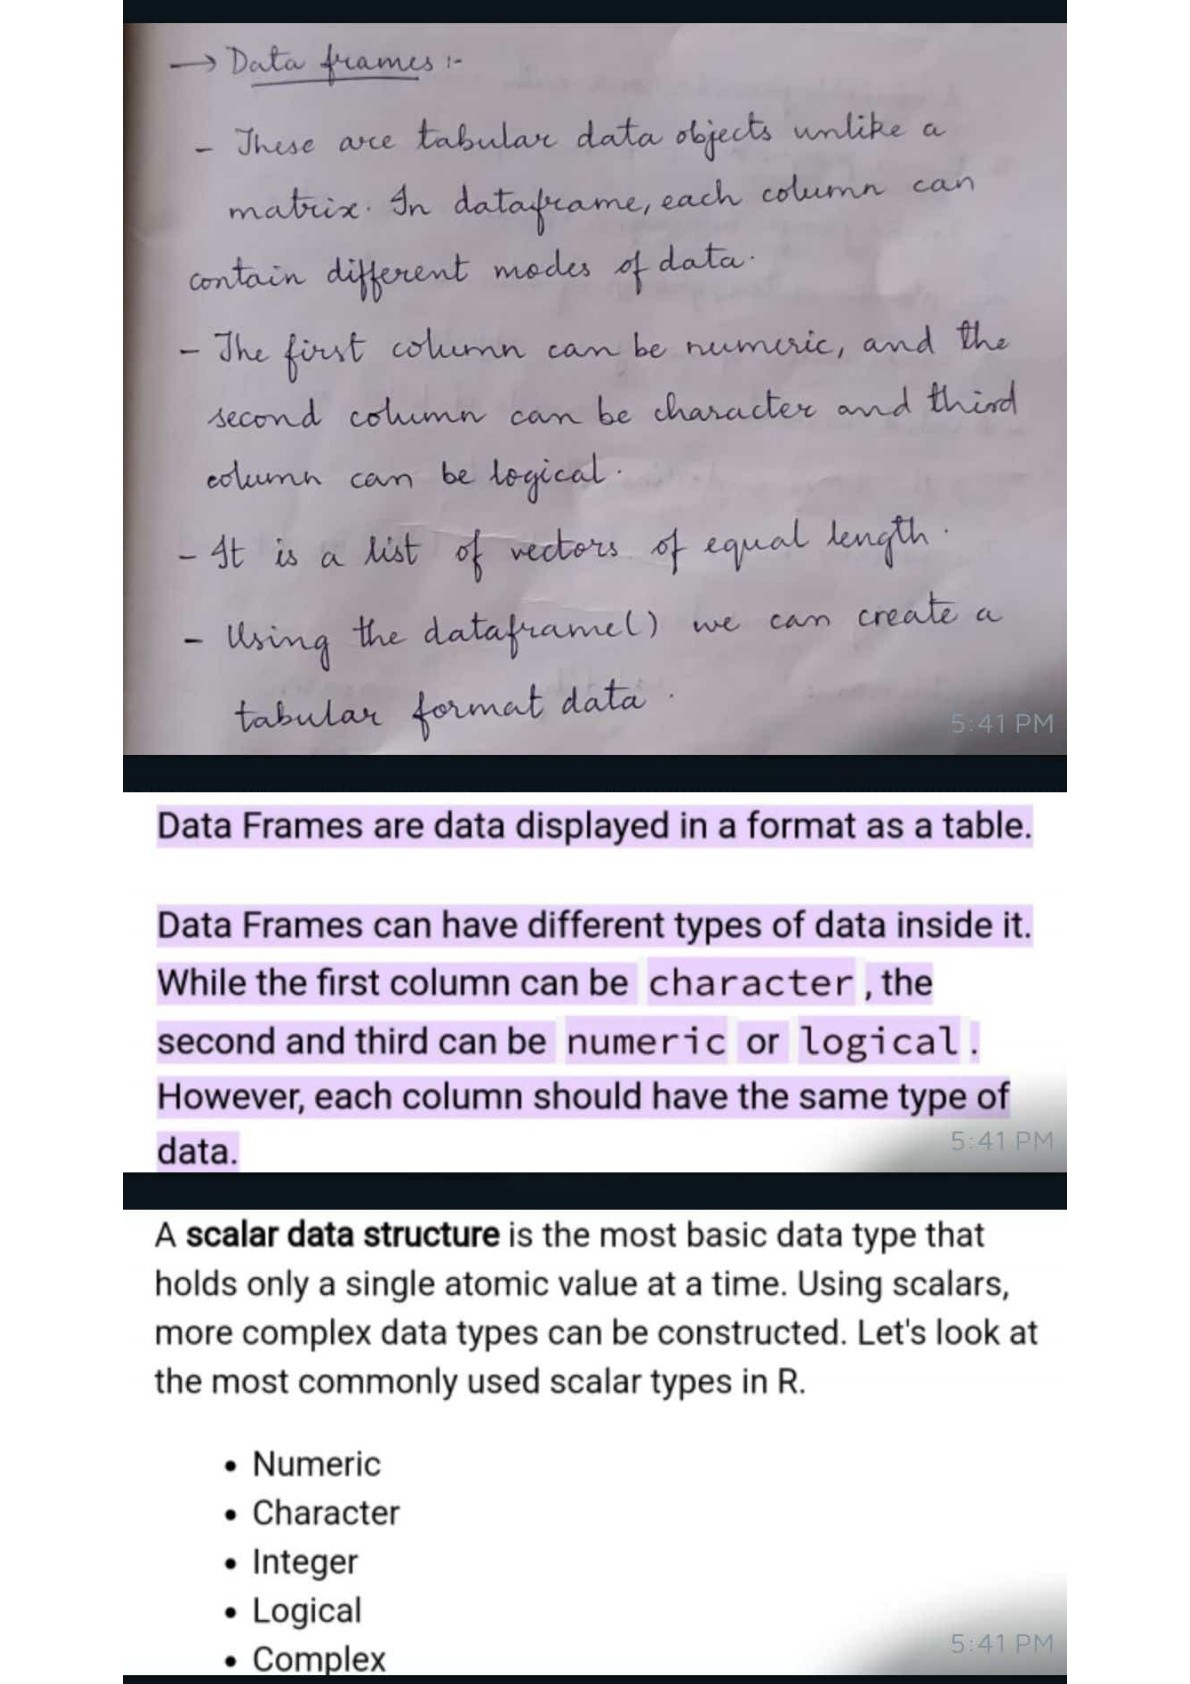 → Data frames :-
- These are tabular data objects unlike a
matrix. In dataframe, each column can
contain different modes of data.
- The first column can be numeric, and the
second column can be character and third
column can be logical.
- It is a list of vectors of equal length.
- Using the dataframe() we can create a
tabular format data.
5:41 PM
Data Frames are data displayed in a format as a table.
Data Frames can have different types of data inside it.
While the first column can be character, the
second and third can be numeric or logical.
However, each column should have the same type of
data.
5:41 PM
A scalar data structure is the most basic data type that
holds only a single atomic value at a time. Using scalars,
more complex data types can be constructed. Let's look at
the most commonly used scalar types in R.
• Numeric
• Character
• Integer
• Logical
• Complex
5:41 PM